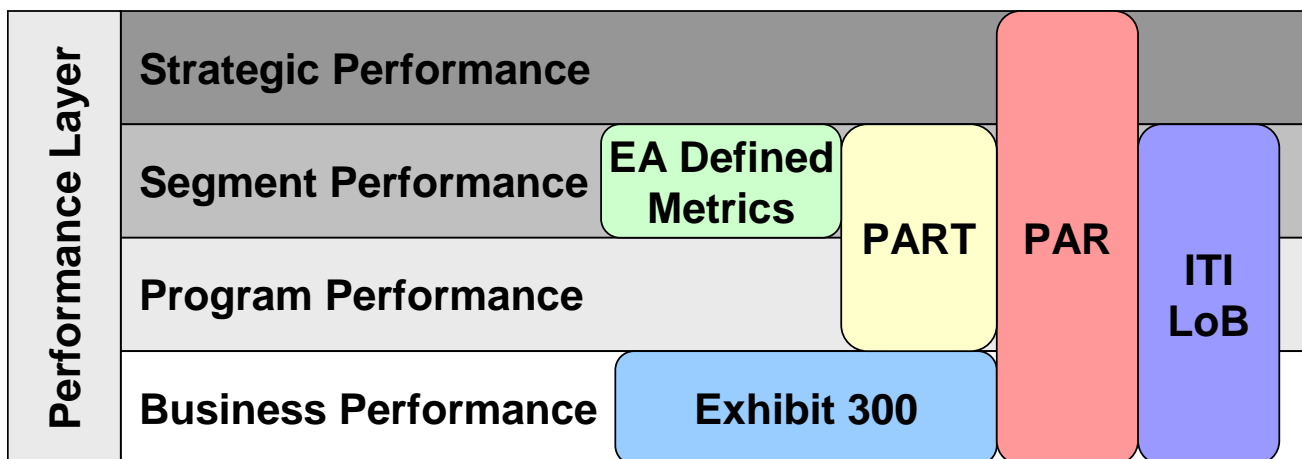 Performance Layer
Strategic Performance
Segment Performance
Program Performance
Business Performance
EA Defined
Metrics
PART
PAR
ITI
LoB
Exhibit 300